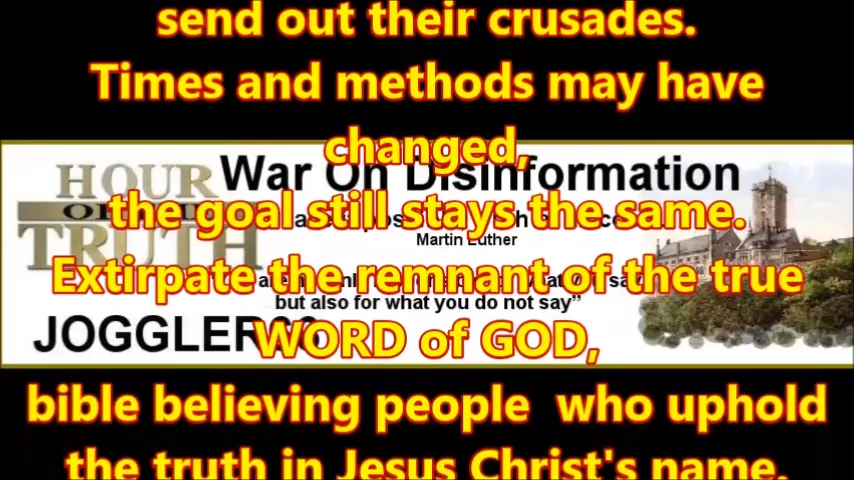 send out their crusades.
Times and methods may have
changed,
HOUR War On Disinformation
the goal still stays the same.
Martin Luther
TRUTH
Extirpate the remnant of the true
but also for what you do not say”
JOGGLER
WORD of GOD,
bible believing people who uphold
the truth in Jesus Christ's name.